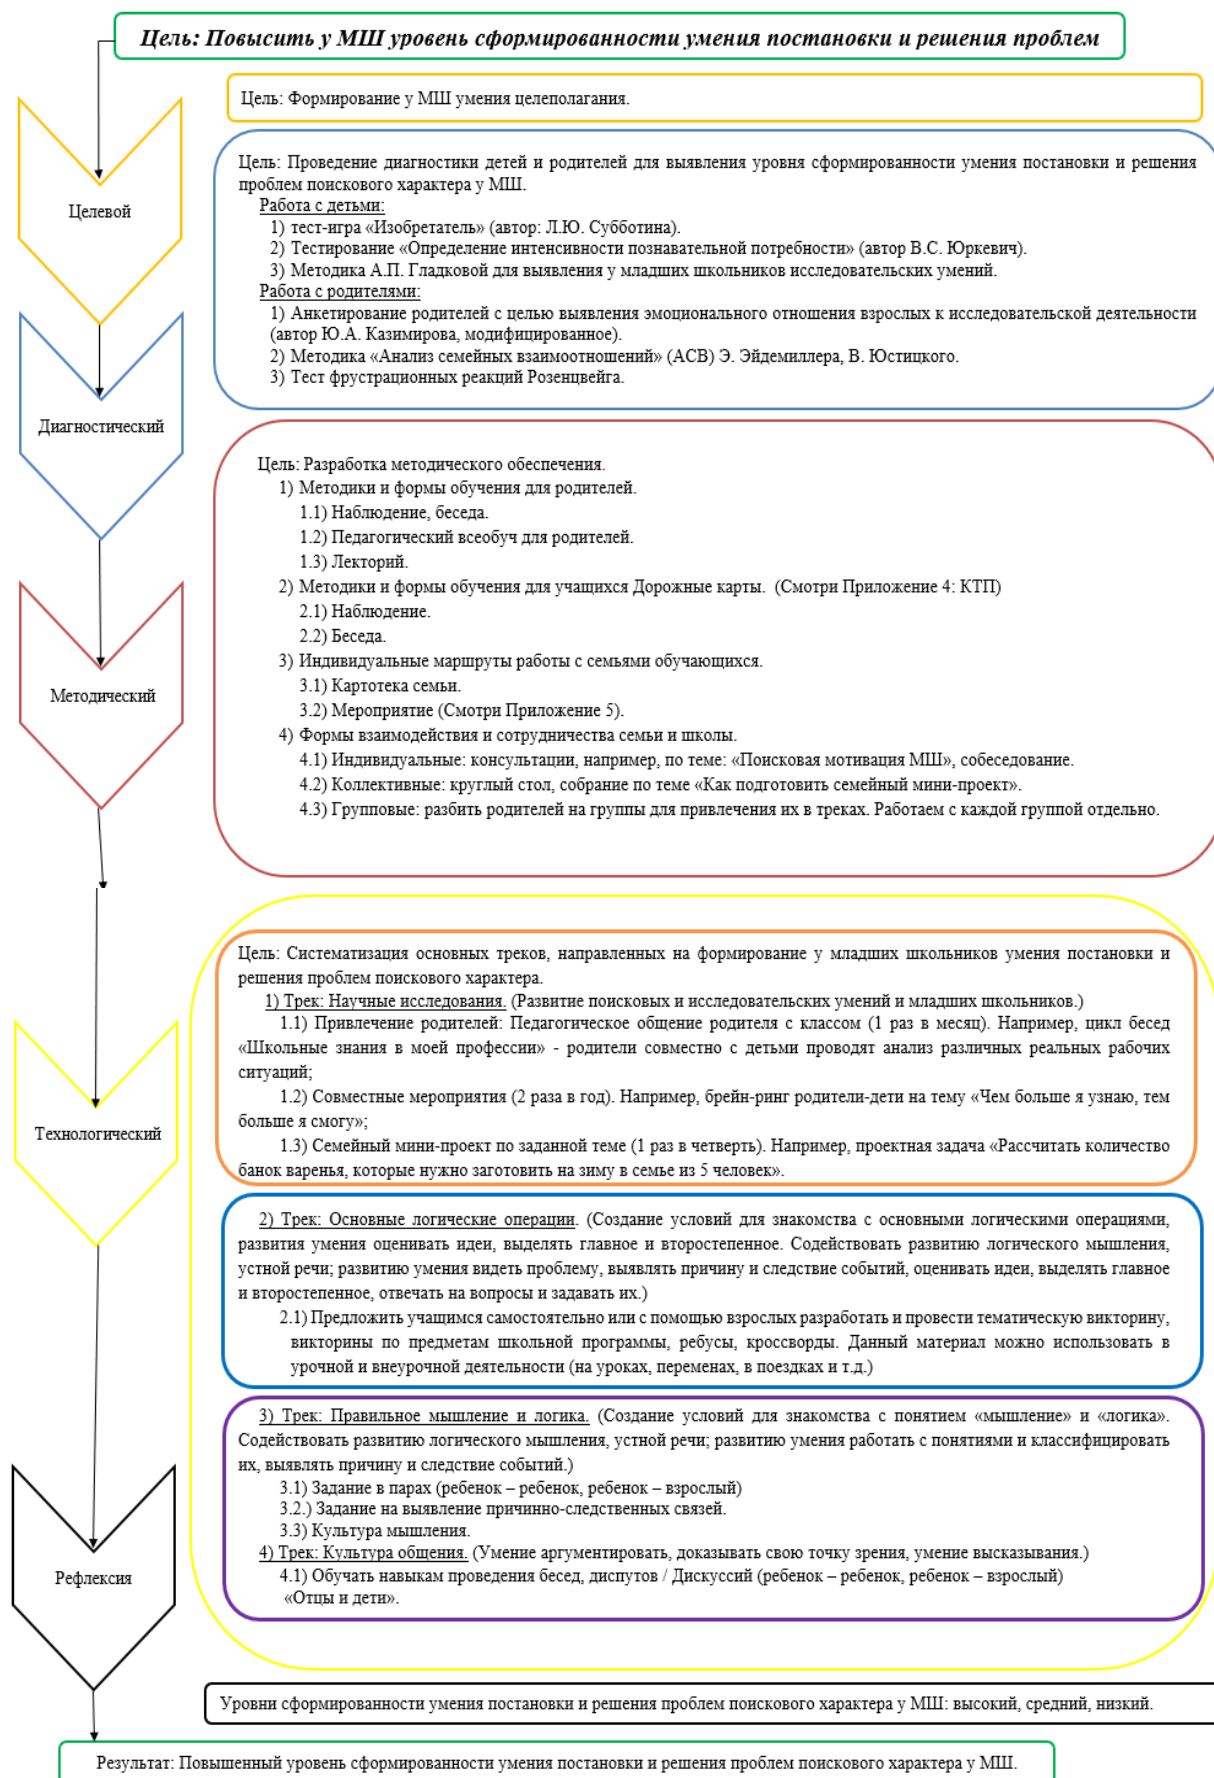 Цель: Повысить у МШ уровень сформированности умения постановки и решения проблем
Цель: Формирование у МШ умения целеполагания.
Целевой
Цель: Проведение диагностики детей и родителей для выявления уровня сформированности умения постановки и решения
проблем поискового характера у МШ.
Работа с детьми:
1) тест-игра «Изобретатель» (автор: Л.Ю. Субботина).
2) Тестирование «Определение интенсивности познавательной потребности» (автор В.С. Юркевич).
3) Методика А.П. Гладковой для выявления у младших школьников исследовательских умений.
Работа с родителями:
1) Анкетирование родителей с целью выявления эмоционального отношения взрослых к исследовательской деятельности
(автор Ю.А. Казимирова, модифицированное).
2) Методика «Анализ семейных взаимоотношений» (АСВ) Э. Эйдемиллера, В. Юстицкого.
3) Тест фрустрационных реакций Розенцвейга.
Диагностический
Цель: Разработка методического обеспечения.
1) Методики и формы обучения для родителей.
1.1) Наблюдение, беседа.
1.2) Педагогический всеобуч для родителей.
1.3) Лекторий.
2) Методики и формы обучения для учащихся Дорожные карты. (Смотри Приложение 4: КТП)
2.1) Наблюдение.
2.2) Беседа.
3) Индивидуальные маршруты работы с семьями обучающихся.
3.1) Картотека семьи.
3.2) Мероприятие (Смотри Приложение 5).
4) Формы взаимодействия и сотрудничества семьи и школы.
4.1) Индивидуальные: консультации, например, по теме: «Поисковая мотивация МШ», собеседование.
4.2) Коллективные: круглый стол, собрание по теме «Как подготовить семейный мини-проект».
4.3) Групповые: разбить родителей на группы для привлечения их в треках. Работаем с каждой группой отдельно.
Методический
Цель: Систематизация основных треков, направленных на формирование у младших школьников умения постановки и
решения проблем поискового характера.
1) Трек: Научные исследования. (Развитие поисковых и исследовательских умений и младших школьников.)
1.1) Привлечение родителей: Педагогическое общение родителя с классом (1 раз в месяц). Например, цикл бесед
«Школьные знания в моей профессии» - родители совместно с детьми проводят анализ различных реальных рабочих
ситуаций;
1.2) Совместные мероприятия (2 раза в год). Например, брейн-ринг родители-дети на тему «Чем больше я узнаю, тем
больше я смогу»;
1.3) Семейный мини-проект по заданной теме (1 раз в четверть). Например, проектная задача «Рассчитать количество
банок варенья, которые нужно заготовить на зиму в семье из 5 человек».
Технологический
2) Трек: Основные логические операции. (Создание условий для знакомства с основными логическими операциями,
развития умения оценивать идеи, выделять главное и второстепенное. Содействовать развитию логического мышления,
устной речи; развитию умения видеть проблему, выявлять причину и следствие событий, оценивать идеи, выделять главное
и второстепенное, отвечать на вопросы и задавать их.)
2.1) Предложить учащимся самостоятельно или с помощью взрослых разработать и провести тематическую викторину,
викторины по предметам школьной программы, ребусы, кроссворды. Данный материал можно использовать в
урочной и внеурочной деятельности (на уроках, переменах, в поездках и т.д.)
3) Трек: Правильное мышление и логика. (Создание условий для знакомства с понятием «мышление» и «логика».
Содействовать развитию логического мышления, устной речи; развитию умения работать с понятиями и классифицировать
их, выявлять причину и следствие событий.)
3.1) Задание в парах (ребенок – ребенок, ребенок – взрослый)
3.2.) Задание на выявление причинно-следственных связей.
3.3) Культура мышления.
4) Трек: Культура общения. (Умение аргументировать, доказывать свою точку зрения, умение высказывания.)
4.1) Обучать навыкам проведения бесед, диспутов / Дискуссий (ребенок – ребенок, ребенок – взрослый)
«Отцы и дети».
Рефлексия
Уровни сформированности умения постановки и решения проблем поискового характера у МШ: высокий, средний, низкий.
Результат: Повышенный уровень сформированности умения постановки и решения проблем поискового характера у МШ.